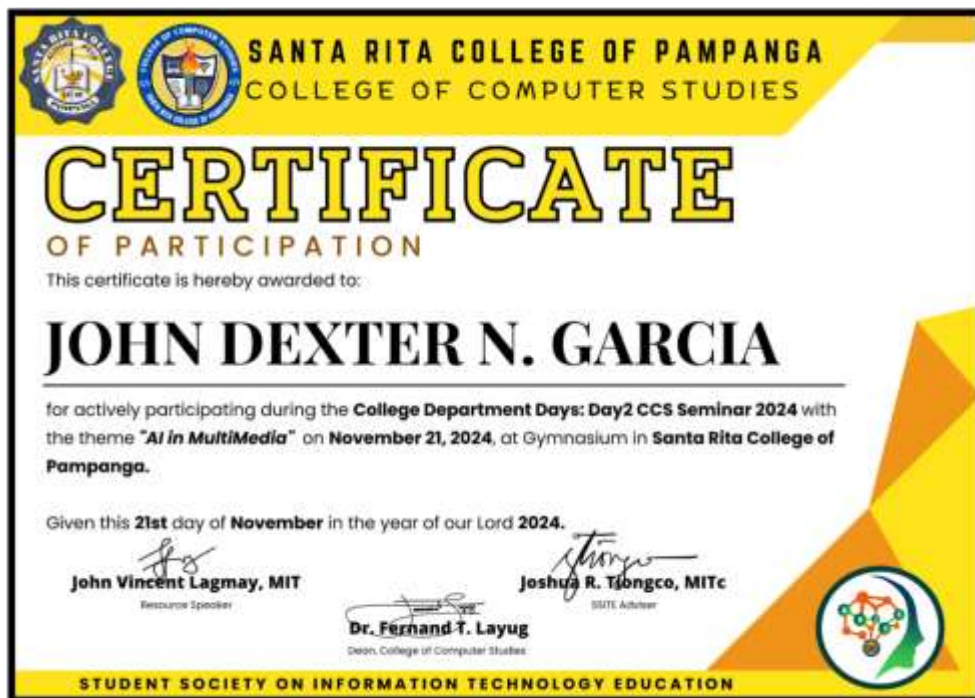 SANTA RITA COLLEGE OF PAMPANGA
COLLEGE OF COMPUTER STUDIES
CERTIFICATE
OF PARTICIPATION
This certificate is hereby awarded to:
JOHN DEXTER N. GARCIA
for actively participating during the College Department Days: Day2 CCS Seminar 2024 with
the theme "AI in MultiMedia" on November 21, 2024, at Gymnasium in Santa Rita College of
Pampanga.
Given this 21st day of November in the year of our Lord 2024.
John Vincent Lagmay, MIT
Resource Speaker
Joshua R. Tiongco, MITc
SSITE Adviser
Dr. Fernand T. Layug
Dean, College of Computer Studies
STUDENT SOCIETY ON INFORMATION TECHNOLOGY EDUCATION